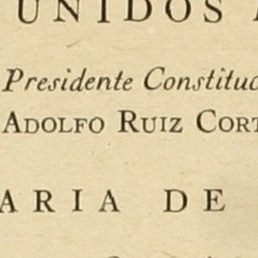 UNIDOS
Presidente Constituc
ADOLFO RUIZ CORT
ARIA DE